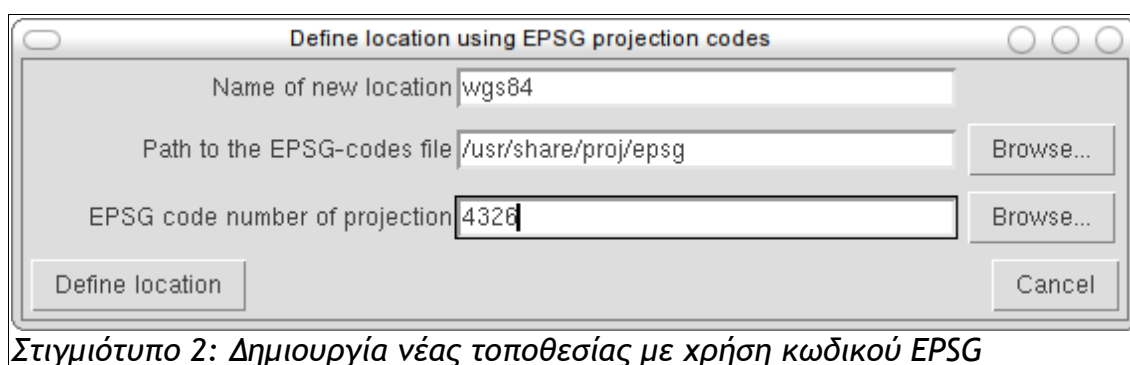 Define location using EPSG projection codes
Name of new location wgs84
Path to the EPSG-codes file /usr/share/proj/epsg Browse...
EPSG code number of projection 4326 Browse...
Define location Cancel
Στιγμιότυπο 2: Δημιουργία νέας τοποθεσίας με χρήση κωδικού EPSG